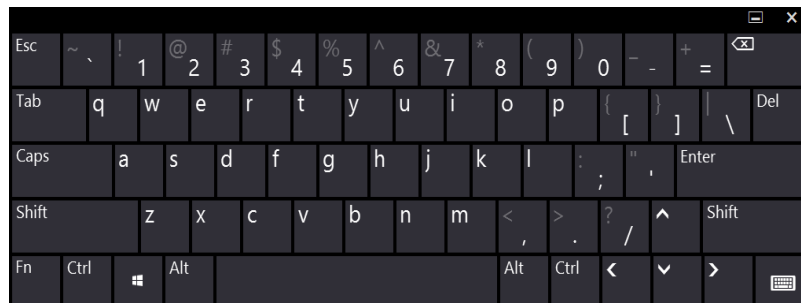 Esc ~ ` ! 1 @ 2 # 3 $ 4 % 5 ^ 6 & 7 * 8 ( 9 ) 0 _ - + =
Tab q w e r t y u i o p { [ } ] | \ Del
Caps a s d f g h j k l : ; " ' Enter
Shift z x c v b n m < , > . ? / Shift
Fn Ctrl Alt Alt Ctrl